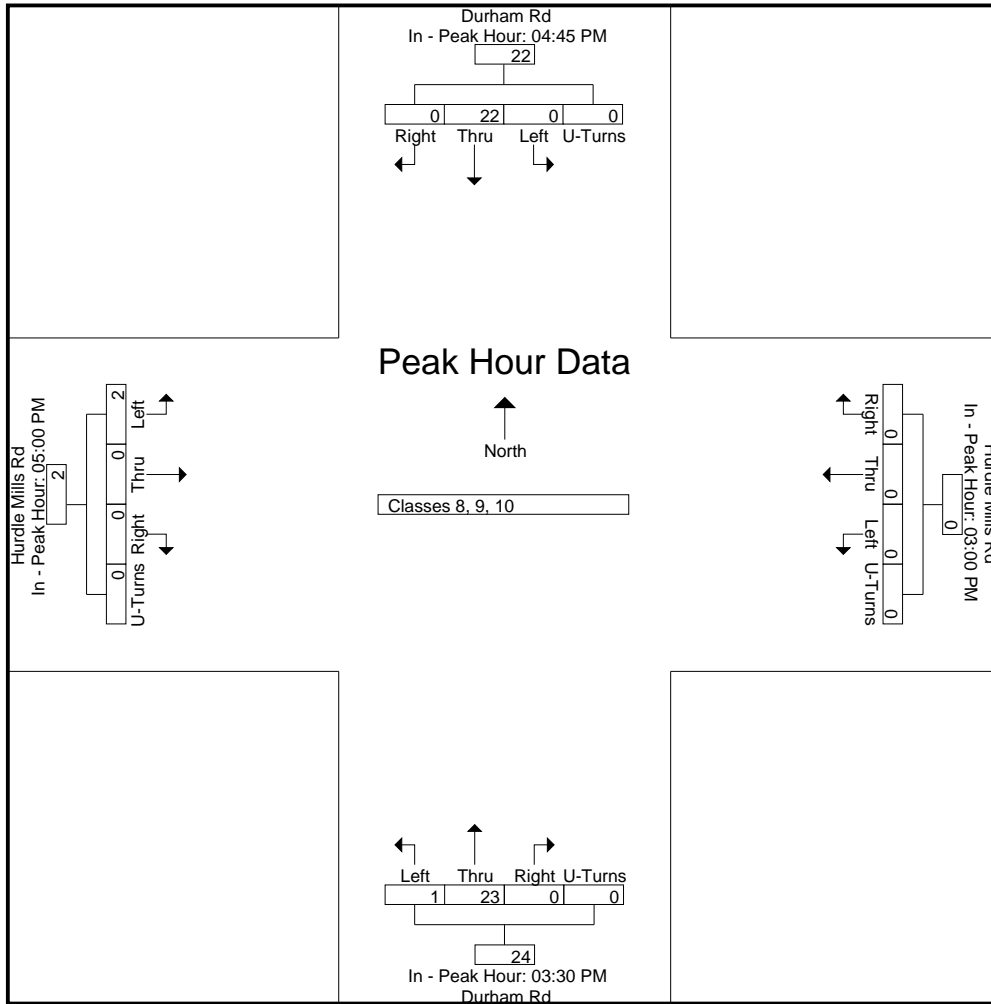 Durham Rd
In - Peak Hour: 04:45 PM
22
0 22 0 0
Right Thru Left U-Turns
Peak Hour Data
North
Classes 8, 9, 10
Hurdle Mills Rd
In - Peak Hour: 05:00 PM
2
2 0 0 0
Left Thru Right U-Turns
Hurdle Mills Rd
In - Peak Hour: 03:00 PM
0
0 0 0 0
Right Thru Left U-Turns
Left Thru Right U-Turns
1 23 0 0
24
In - Peak Hour: 03:30 PM
Durham Rd